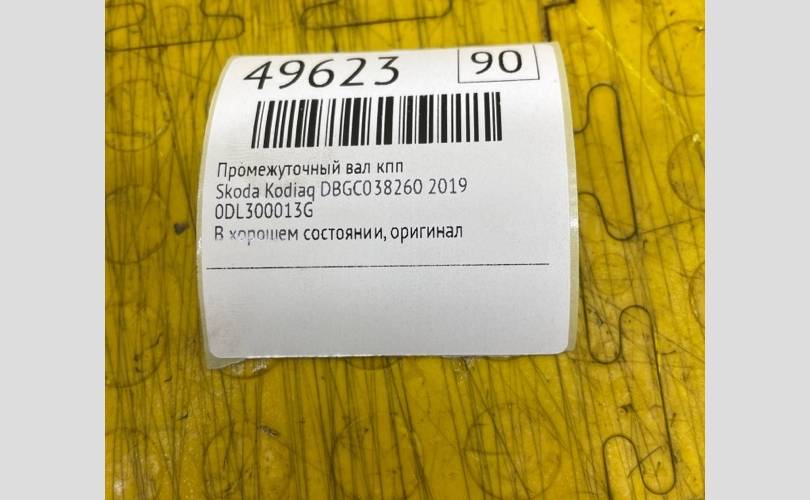 49623 90
Промежуточный вал кпп
Skoda Kodiaq DBGC038260 2019
0DL300013G
В хорошем состоянии, оригинал